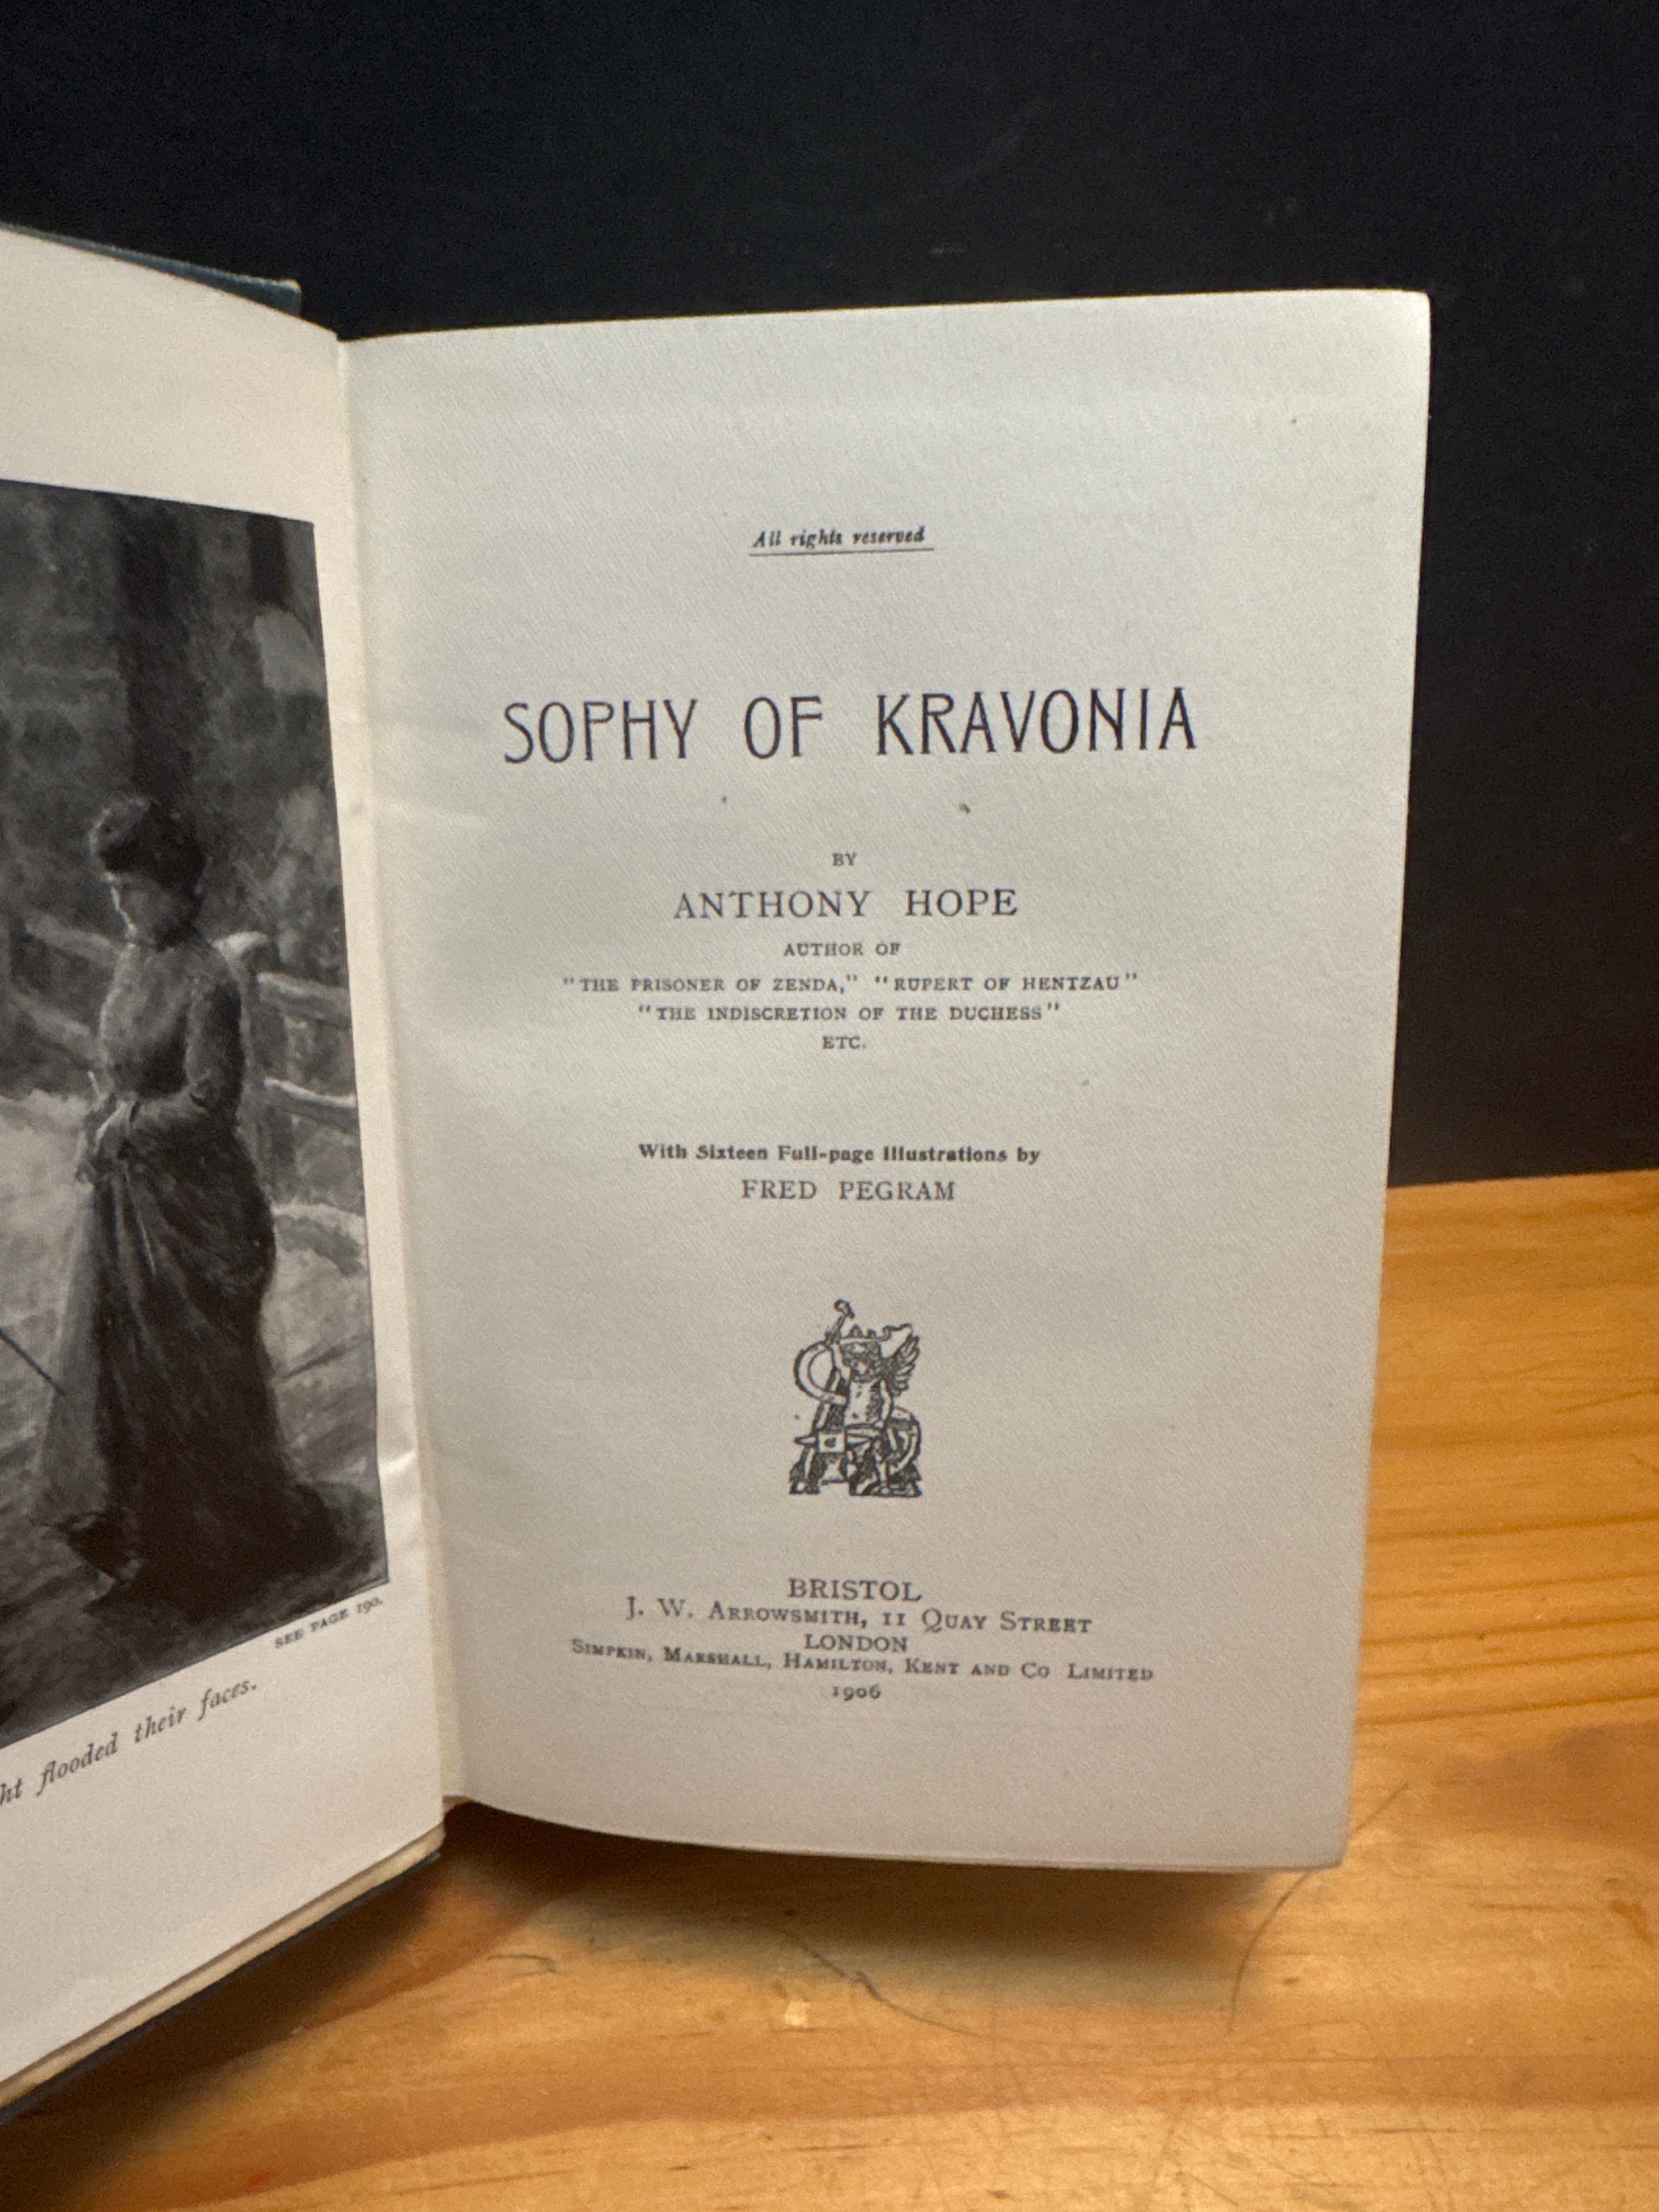 SEE PAGE 190.
flooded their faces.
All rights reserved
SOPHY OF KRAVONIA
BY
ANTHONY HOPE
AUTHOR OF
"THE PRISONER OF ZENDA," "RUPERT OF HENTZAU"
"THE INDISCRETION OF THE DUCHESS"
ETC.
With Sixteen Full-page Illustrations by
FRED PEGRAM
BRISTOL
J. W. ARROWSMITH, 11 QUAY STREET
LONDON
SIMPKIN, MARSHALL, HAMILTON, KENT AND CO LIMITED
1906